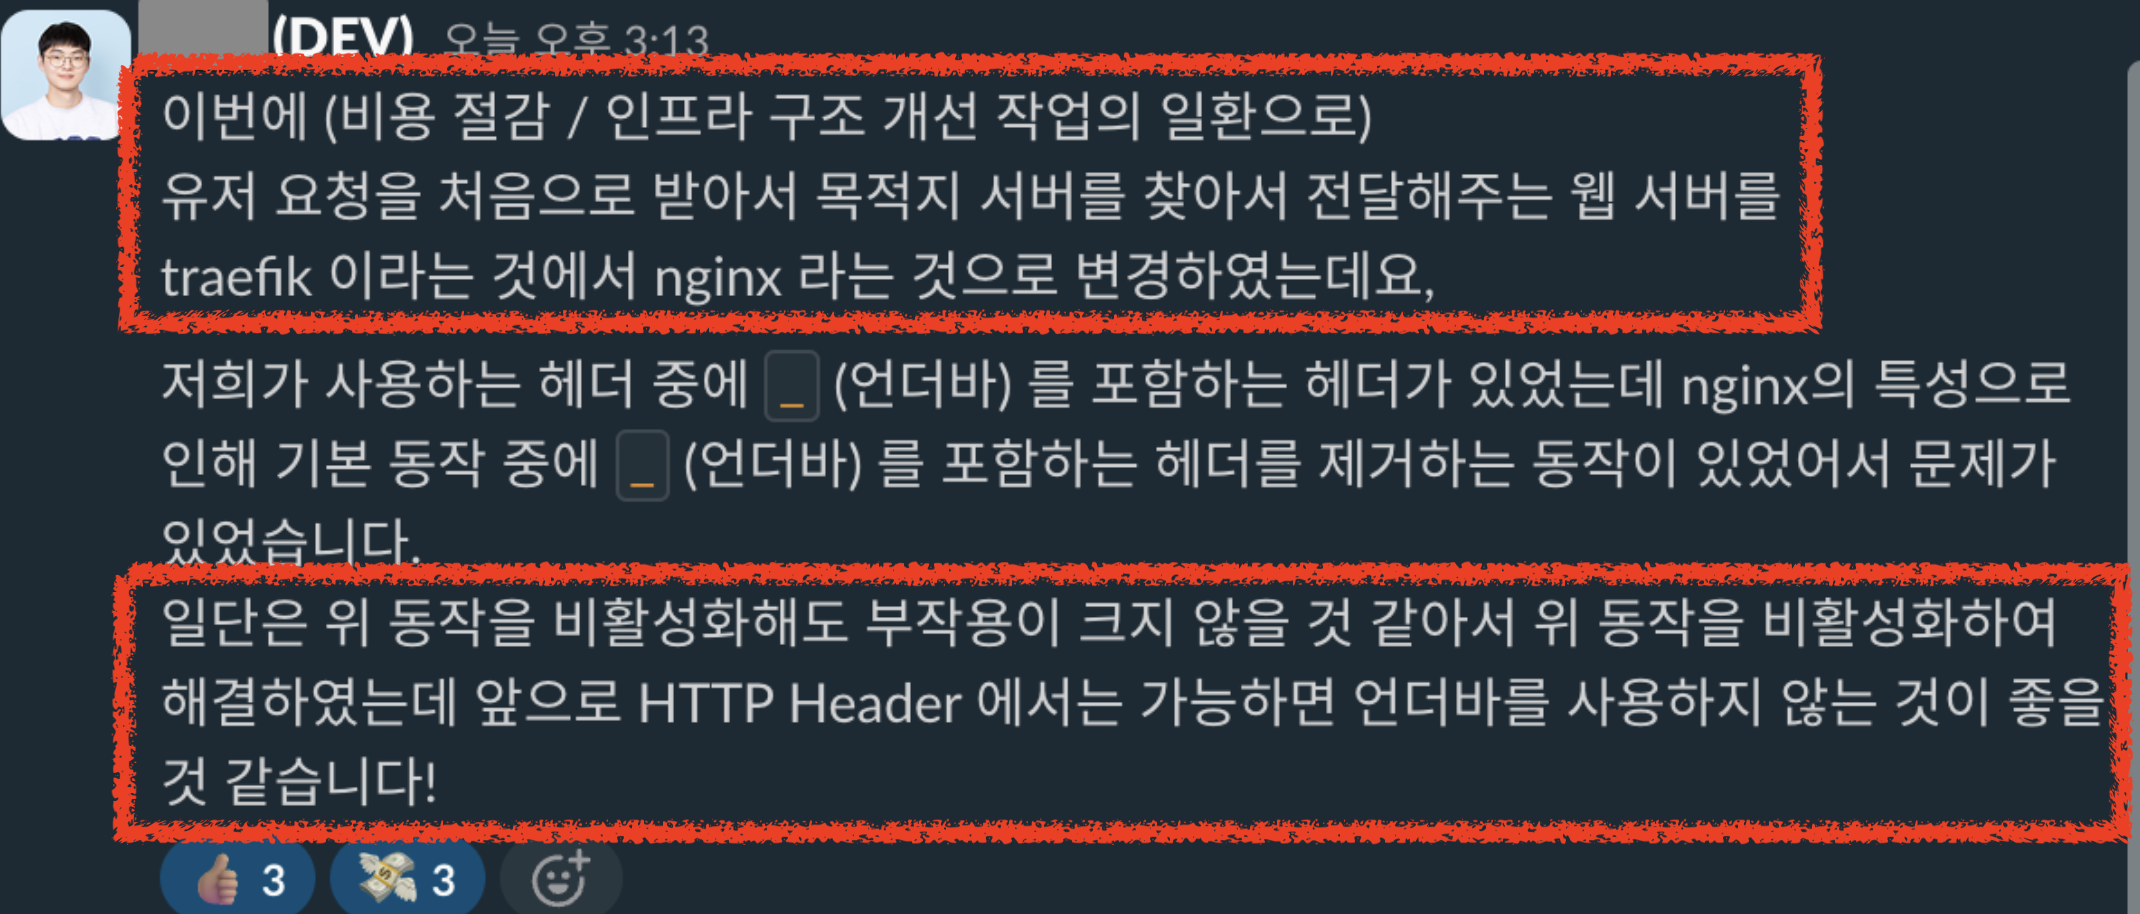 (DEV) 오늘 오후 3:13
이번에 (비용 절감 / 인프라 구조 개선 작업의 일환으로)
유저 요청을 처음으로 받아서 목적지 서버를 찾아서 전달해주는 웹 서버를
traefik 이라는 것에서 nginx 라는 것으로 변경하였는데요,
저희가 사용하는 헤더 중에 _ (언더바) 를 포함하는 헤더가 있었는데 nginx의 특성으로
인해 기본 동작 중에 _ (언더바) 를 포함하는 헤더를 제거하는 동작이 있었어서 문제가
있었습니다.
일단은 위 동작을 비활성화해도 부작용이 크지 않을 것 같아서 위 동작을 비활성화하여
해결하였는데 앞으로 HTTP Header 에서는 가능하면 언더바를 사용하지 않는 것이 좋을
것 같습니다!
3 3